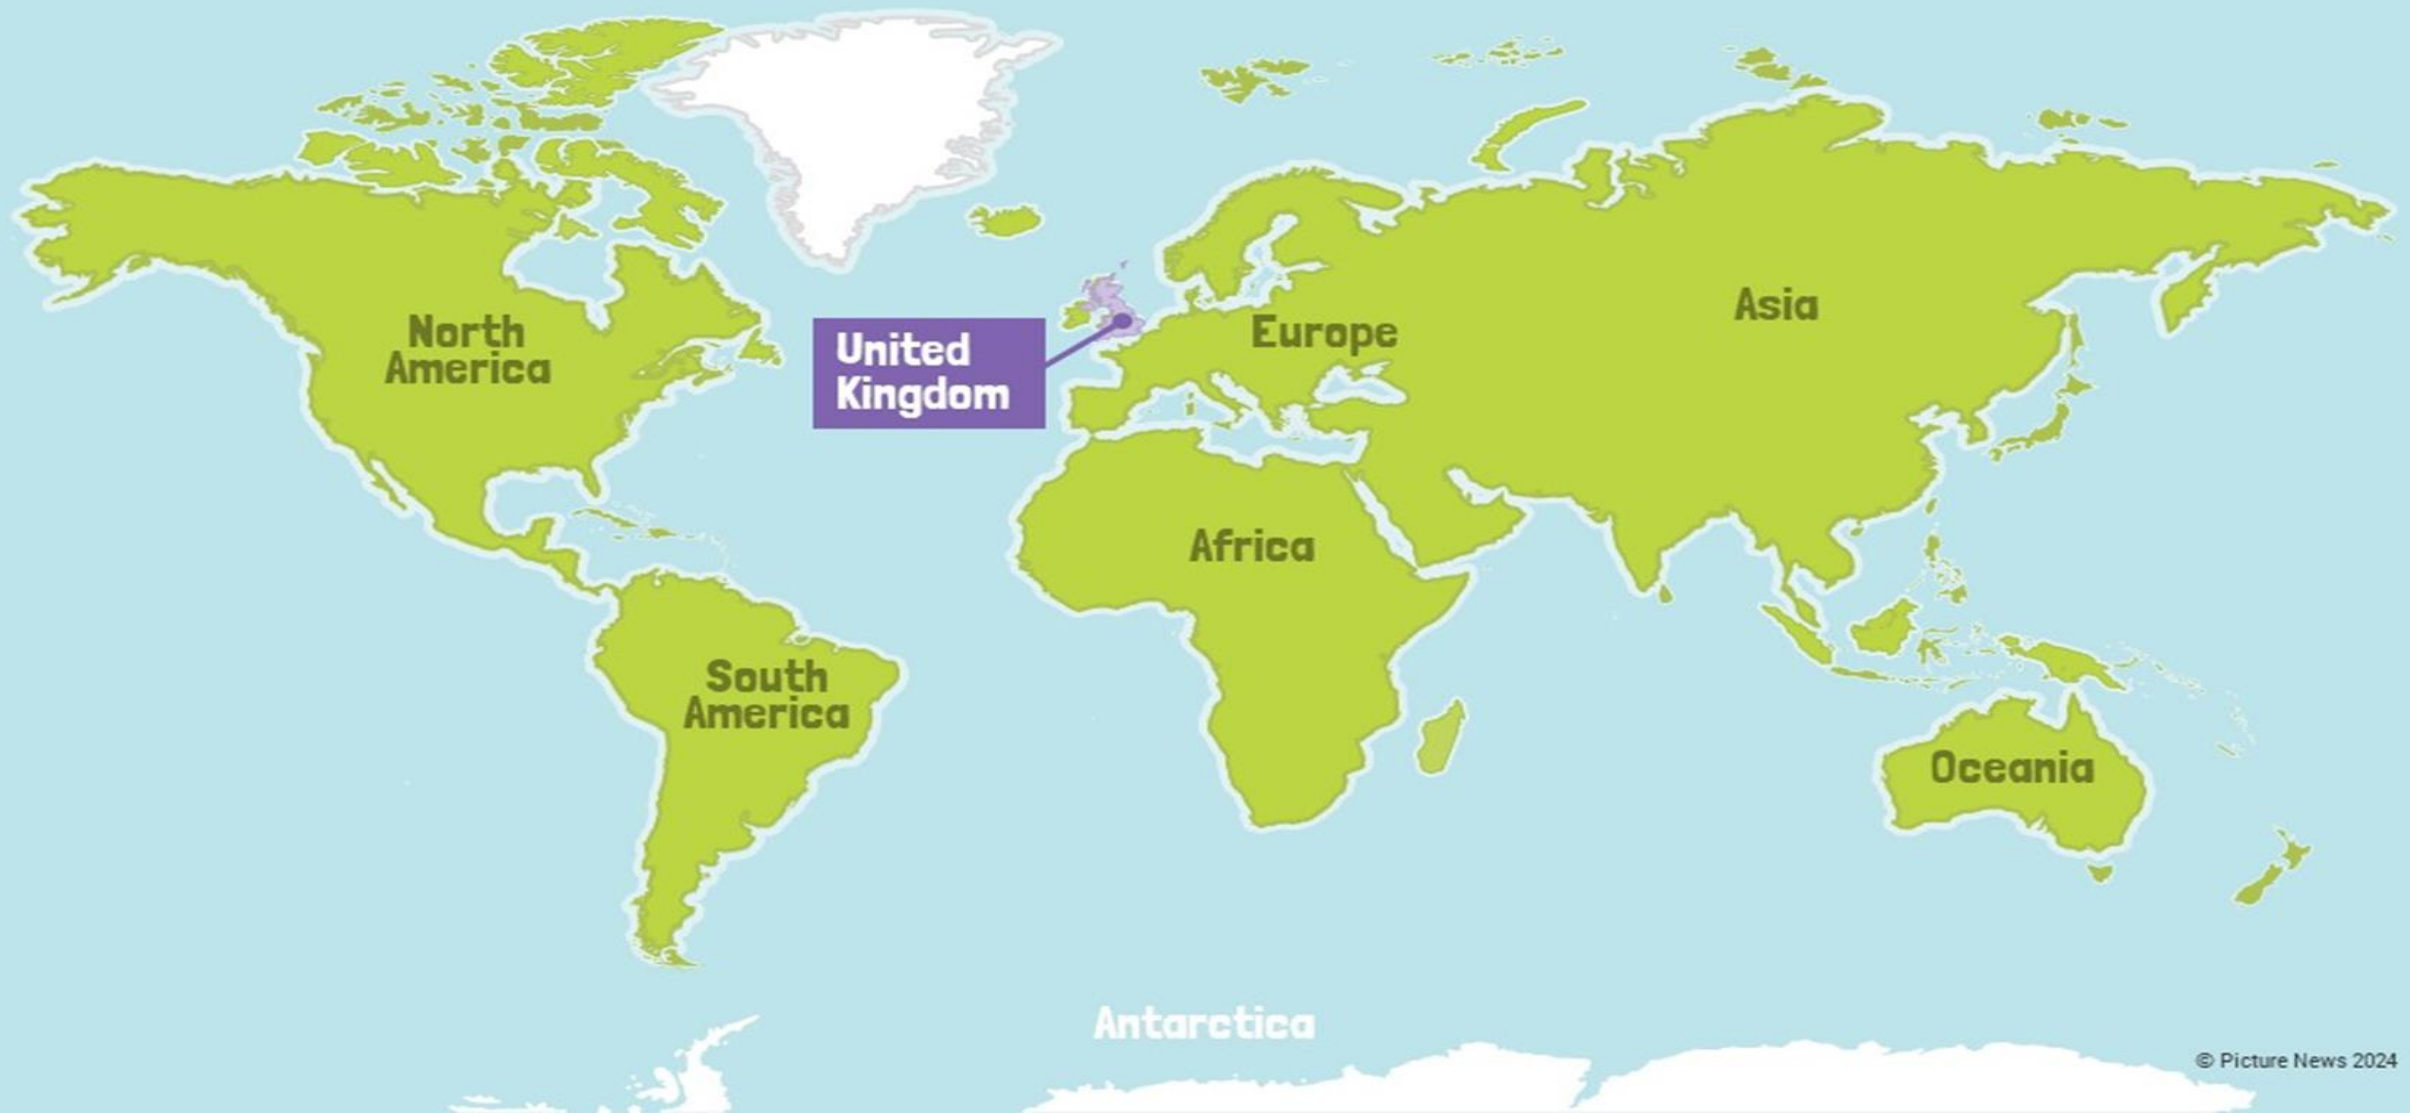 North
America
United
Kingdom
Europe
Asia
Africa
South
America
Oceania
Antarctica
© Picture News 2024